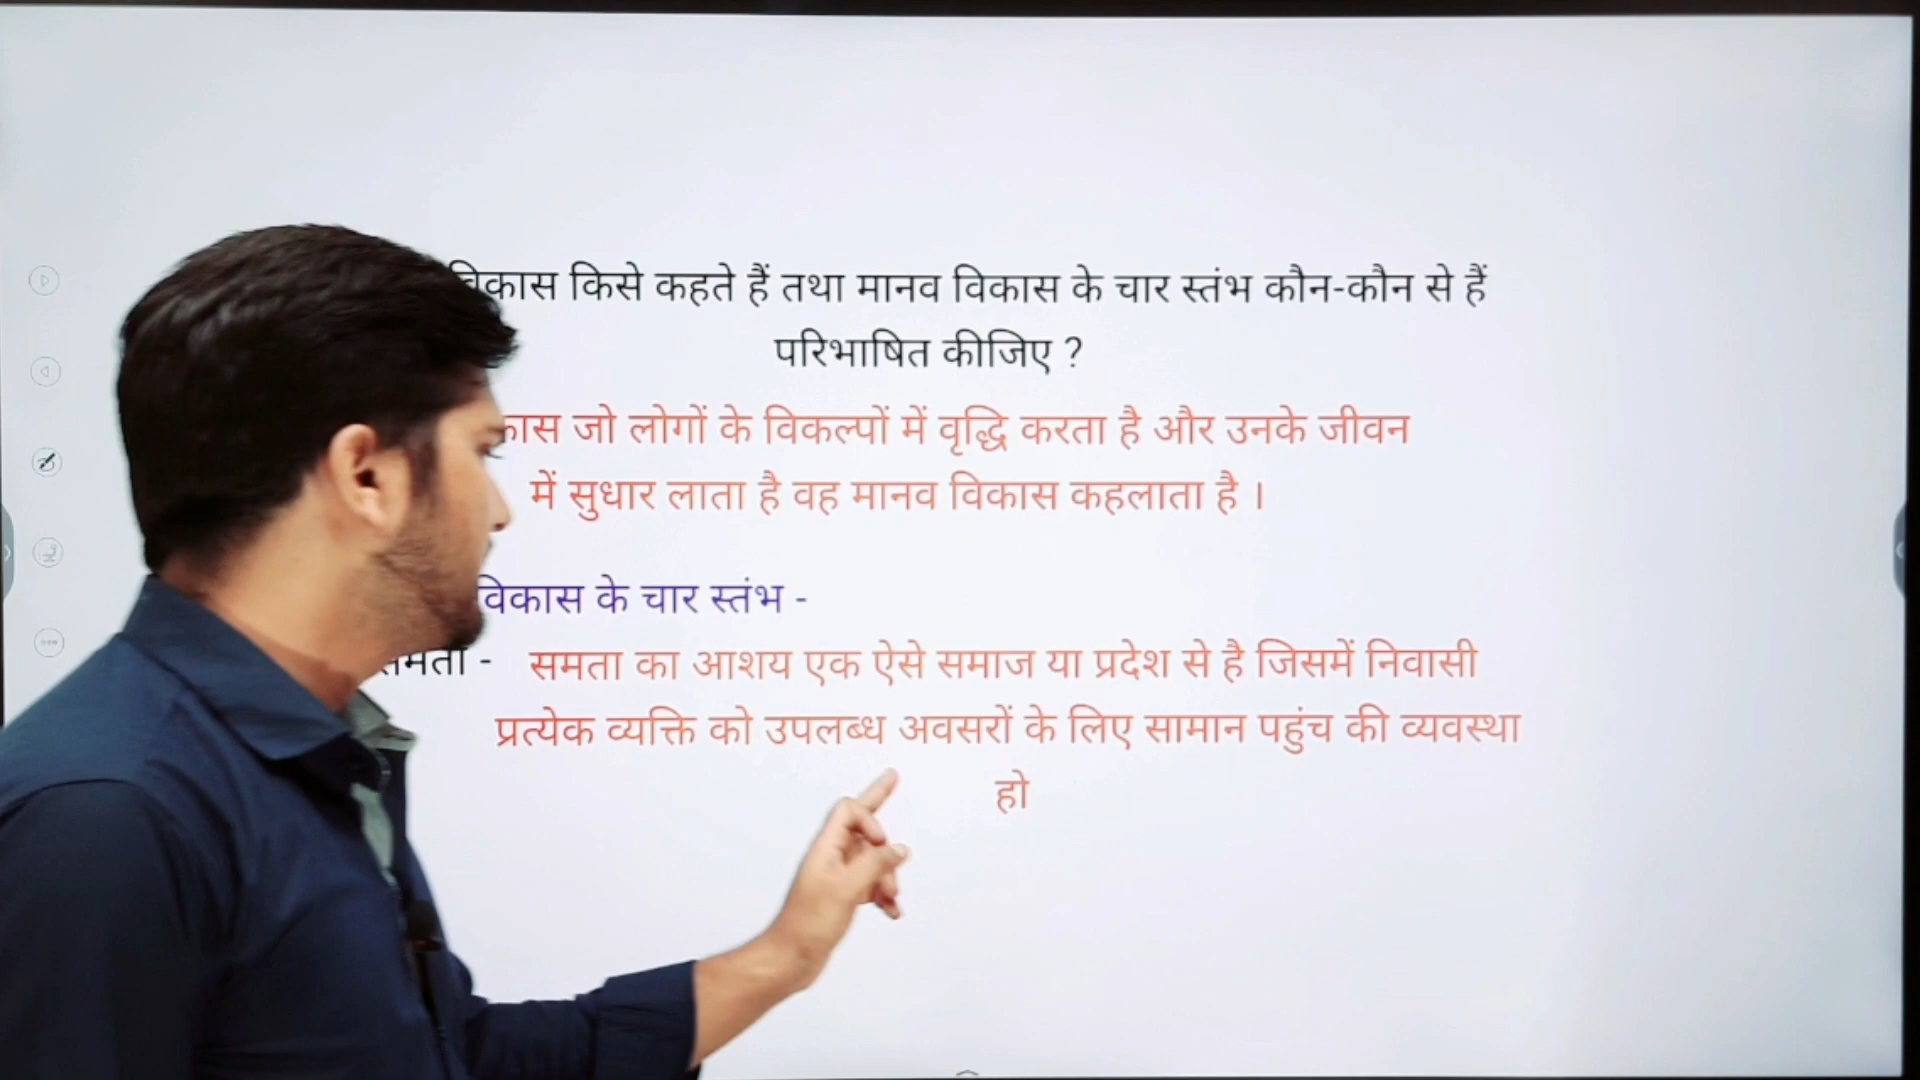 विकास किसे कहते हैं तथा मानव विकास के चार स्तंभ कौन-कौन से हैं
परिभाषित कीजिए ?
जो लोगों के विकल्पों में वृद्धि करता है और उनके जीवन
में सुधार लाता है वह मानव विकास कहलाता है ।
विकास के चार स्तंभ -
समता - समता का आशय एक ऐसे समाज या प्रदेश से है जिसमें निवासी
प्रत्येक व्यक्ति को उपलब्ध अवसरों के लिए सामान पहुंच की व्यवस्था
हो